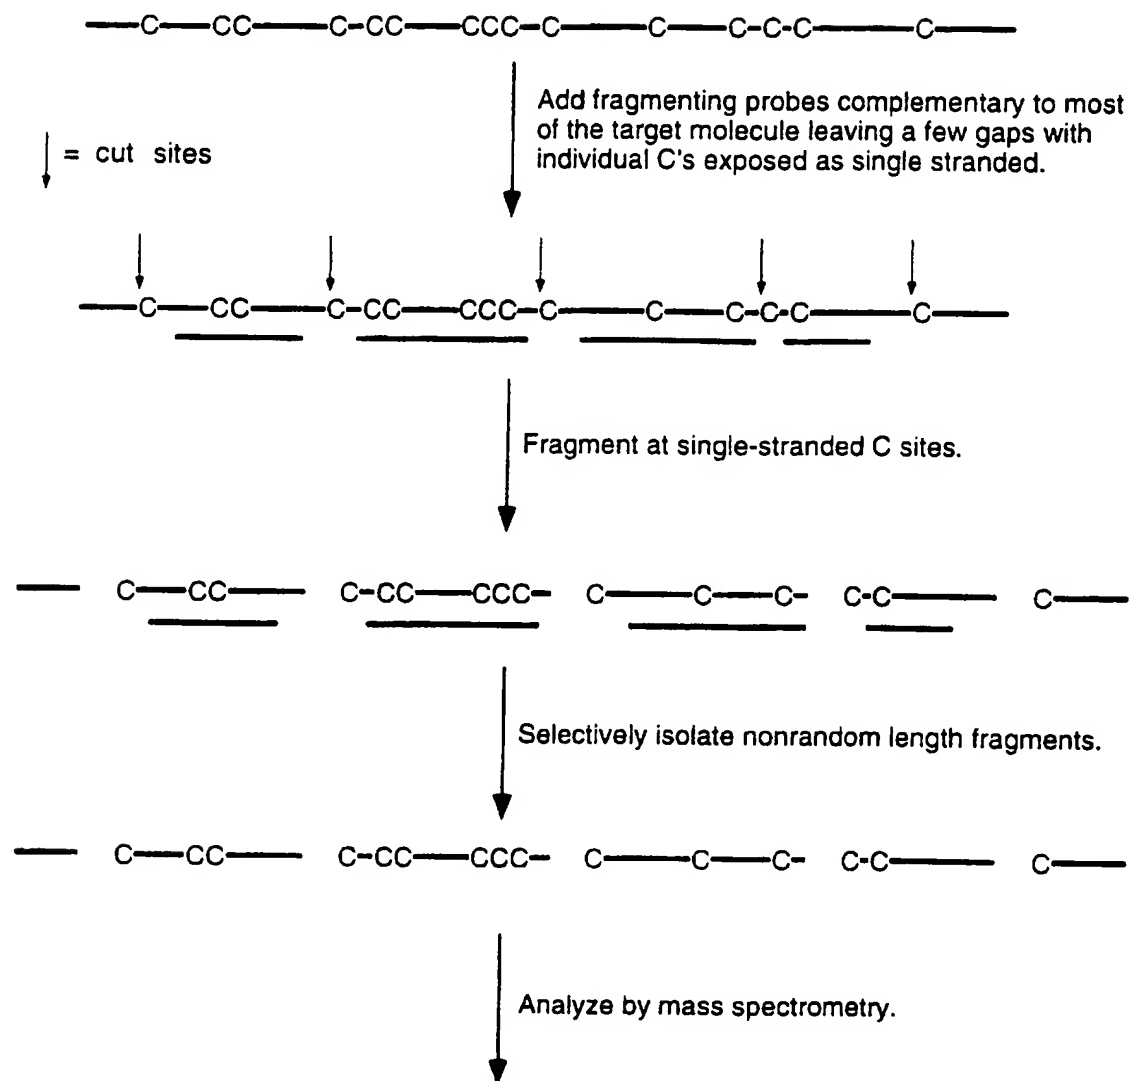 C CC C-CC CCC-C C C-C-C C
Add fragmenting probes complementary to most
of the target molecule leaving a few gaps with
individual C's exposed as single stranded.
= cut sites
C CC C-CC CCC-C C C-C-C C
Fragment at single-stranded C sites.
C CC C-CC CCC- C C C- C-C C
Selectively isolate nonrandom length fragments.
C CC C-CC CCC- C C C- C-C C
Analyze by mass spectrometry.